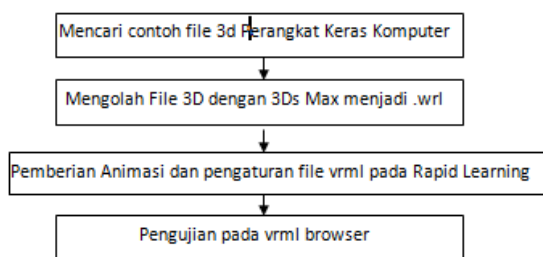 Mencari contoh file 3d Perangkat Keras Komputer
Mengolah File 3D dengan 3Ds Max menjadi .wrl
Pemberian Animasi dan pengaturan file vrml pada Rapid Learning
Pengujian pada vrml browser